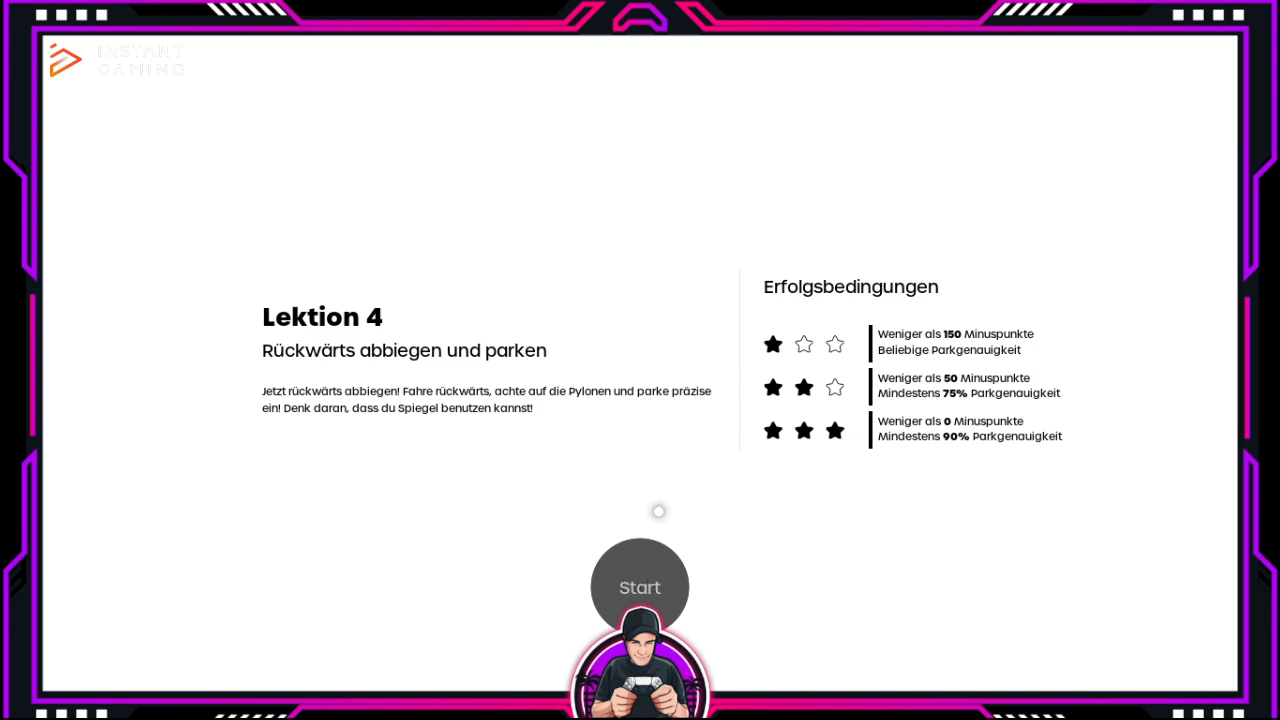 INSTANT
GAMING
Lektion 4
Rückwärts abbiegen und parken
Jetzt rückwärts abbiegen! Fahre rückwärts, achte auf die Pylonen und parke präzise
ein! Denk daran, dass du Spiegel benutzen kannst!
Erfolgsbedingungen
Weniger als 150 Minuspunkte
Beliebige Parkgenauigkeit
Weniger als 50 Minuspunkte
Mindestens 75% Parkgenauigkeit
Weniger als 0 Minuspunkte
Mindestens 90% Parkgenauigkeit
Start